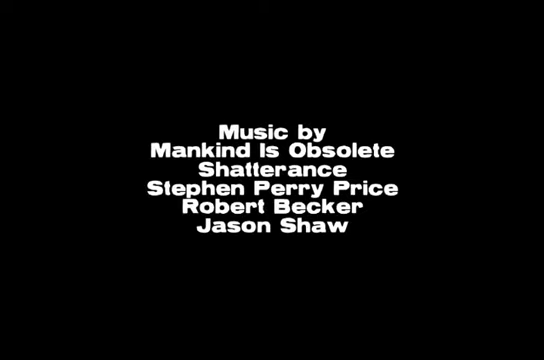 Music by
Mankind Is Obsolete
Shatterance
Stephen Perry Price
Robert Becker
Jason Shaw